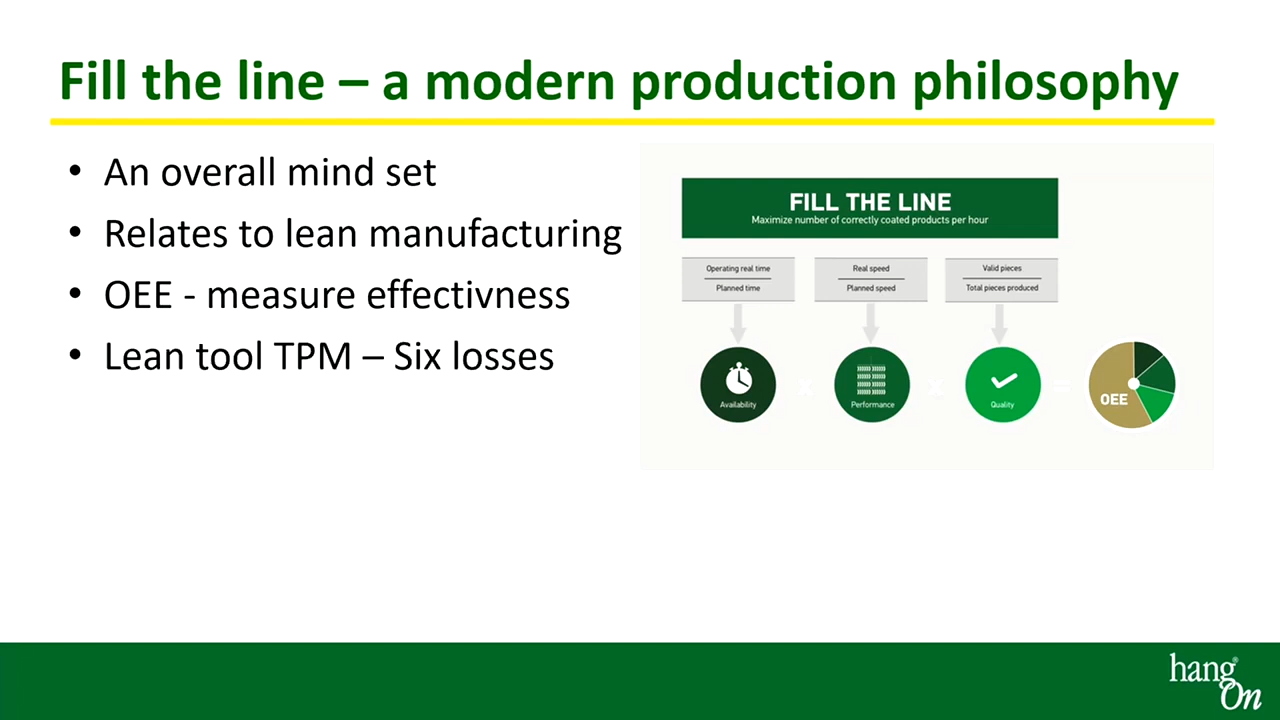 Fill the line – a modern production philosophy
• An overall mind set
• Relates to lean manufacturing
• OEE - measure effectivness
• Lean tool TPM – Six losses
FILL THE LINE
Maximize number of correctly coated products per hour
Operating real time
Planned time
Real speed
Planned speed
Valid pieces
Total pieces produced
Availability
x
Performance
x
Quality
=
OEE
hang®
On